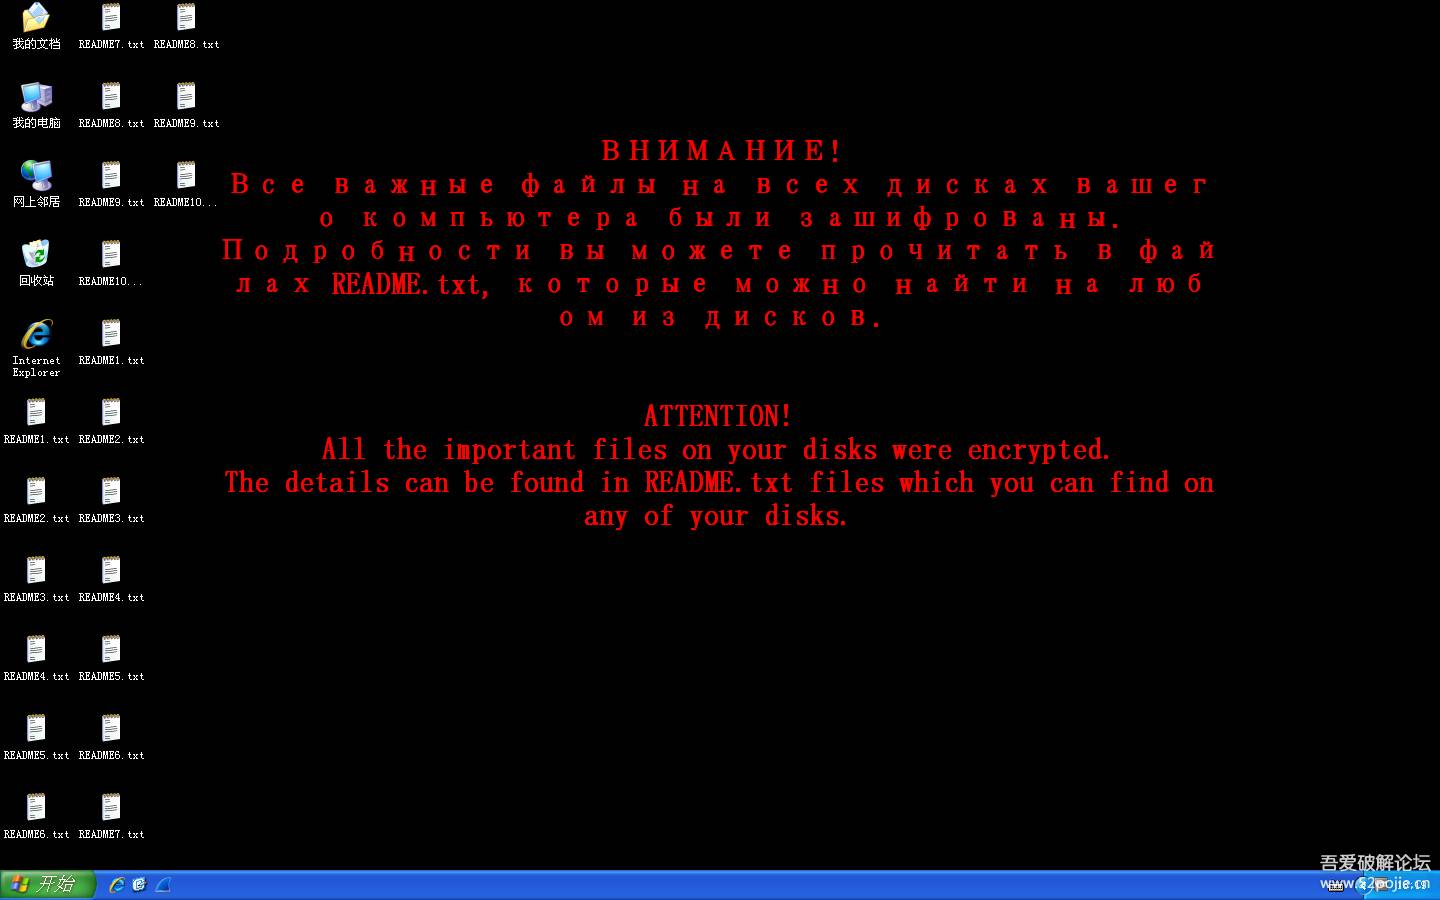 我的文档 README7.txt README8.txt
我的电脑 README8.txt README9.txt
网上邻居 README9.txt README10...
回收站 README10...
Internet Explorer README1.txt
README1.txt README2.txt
README2.txt README3.txt
README3.txt README4.txt
README4.txt README5.txt
README5.txt README6.txt
README6.txt README7.txt
ВНИМАНИЕ!
Все важные файлы на всех дисках вашег
о компьютера были зашифрованы.
Подробности вы можете прочитать в фай
лах README.txt, которые можно найти на люб
ом из дисков.
ATTENTION!
All the important files on your disks were encrypted.
The details can be found in README.txt files which you can find on
any of your disks.
吾爱破解论坛
www.52pojie.cn
开始